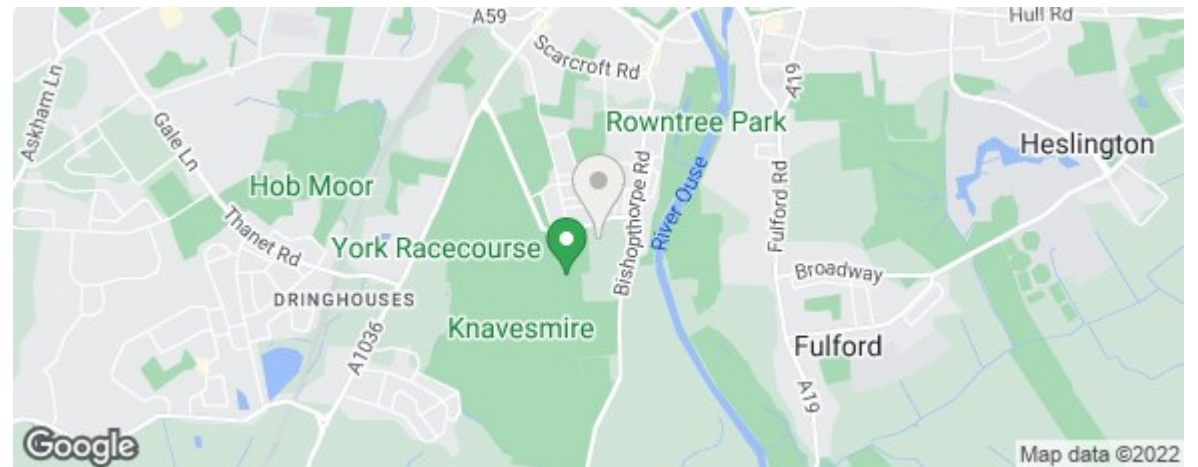 A59
Hull Rd
Scarcroft Rd
Askham Ln
A19
Gale Ln
Rowntree Park
Heslington
Hob Moor
Bishopthorpe Rd
River Ouse
Fulford Rd
Thanet Rd
York Racecourse
Broadway
DRINGHOUSES
Knavesmire
A1036
Fulford
A19
Google
Map data ©2022